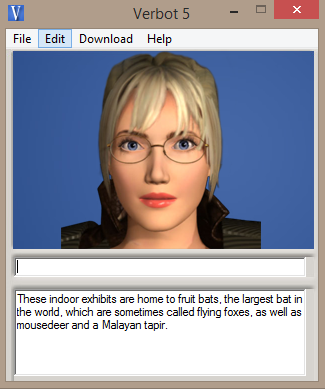 Verbot 5
File Edit Download Help
These indoor exhibits are home to fruit bats, the largest bat in
the world, which are sometimes called flying foxes, as well as
mousedeer and a Malayan tapir.